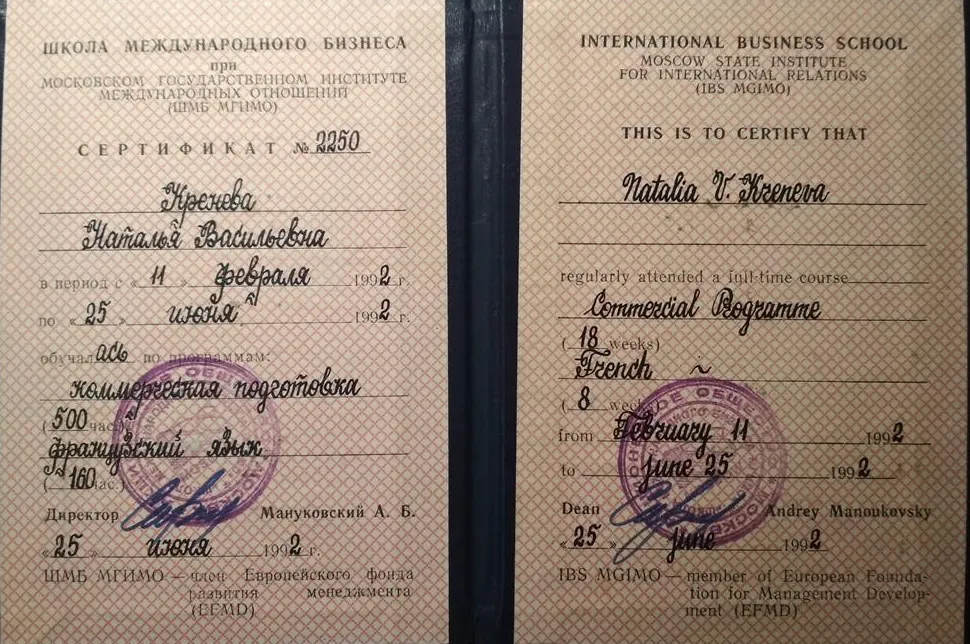 ШКОЛА МЕЖДУНАРОДНОГО БИЗНЕСА
при
МОСКОВСКОМ ГОСУДАРСТВЕННОМ ИНСТИТУТЕ
МЕЖДУНАРОДНЫХ ОТНОШЕНИЙ
(ШМБ МГИМО)
СЕРТИФИКАТ № 2250
Кренева
Наталья Васильевна
в период с « 11 » февраля 1992 г.
по « 25 » июня 1992 г.
обучалась по программам:
коммерческая подготовка
(500 час.)
французский язык
(160 час.)
Директор Мануковский А. Б.
«25» июня 1992 г.
ШМБ МГИМО — член Европейского фонда
развития менеджмента
(EFMD)
INTERNATIONAL BUSINESS SCHOOL
MOSCOW STATE INSTITUTE
FOR INTERNATIONAL RELATIONS
(IBS MGIMO)
THIS IS TO CERTIFY THAT
Natalia V. Kreneva
regularly attended a full-time course
Commercial Programme
(18 weeks)
French ~
(8 weeks)
from February 11 1992
to June 25 1992
Dean Andrey Manoukovsky
«25» june 1992
IBS MGIMO — member of European Founda-
tion for Management Develop-
ment (EFMD)